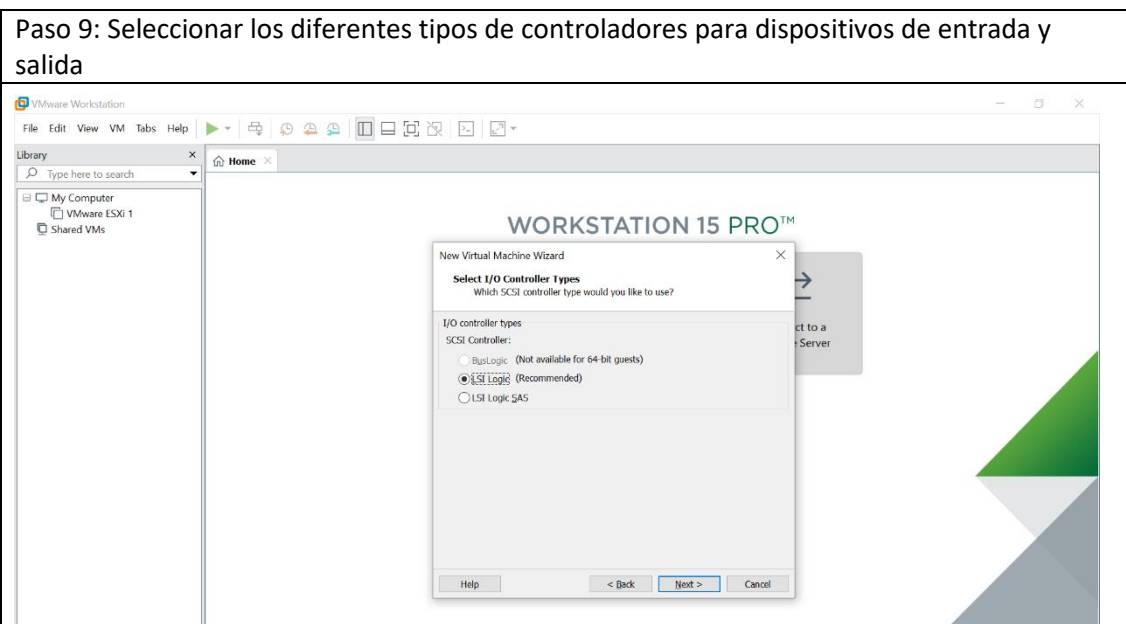 Paso 9: Seleccionar los diferentes tipos de controladores para dispositivos de entrada y
salida
VMware Workstation
File Edit View VM Tabs Help
Library
Type here to search
My Computer
VMware ESXi 1
Shared VMs
Home
WORKSTATION 15 PRO™
New Virtual Machine Wizard
Select I/O Controller Types
Which SCSI controller type would you like to use?
I/O controller types
SCSI Controller:
BusLogic (Not available for 64-bit guests)
LSI Logic (Recommended)
LSI Logic SAS
ct to a
Server
Help < Back Next > Cancel